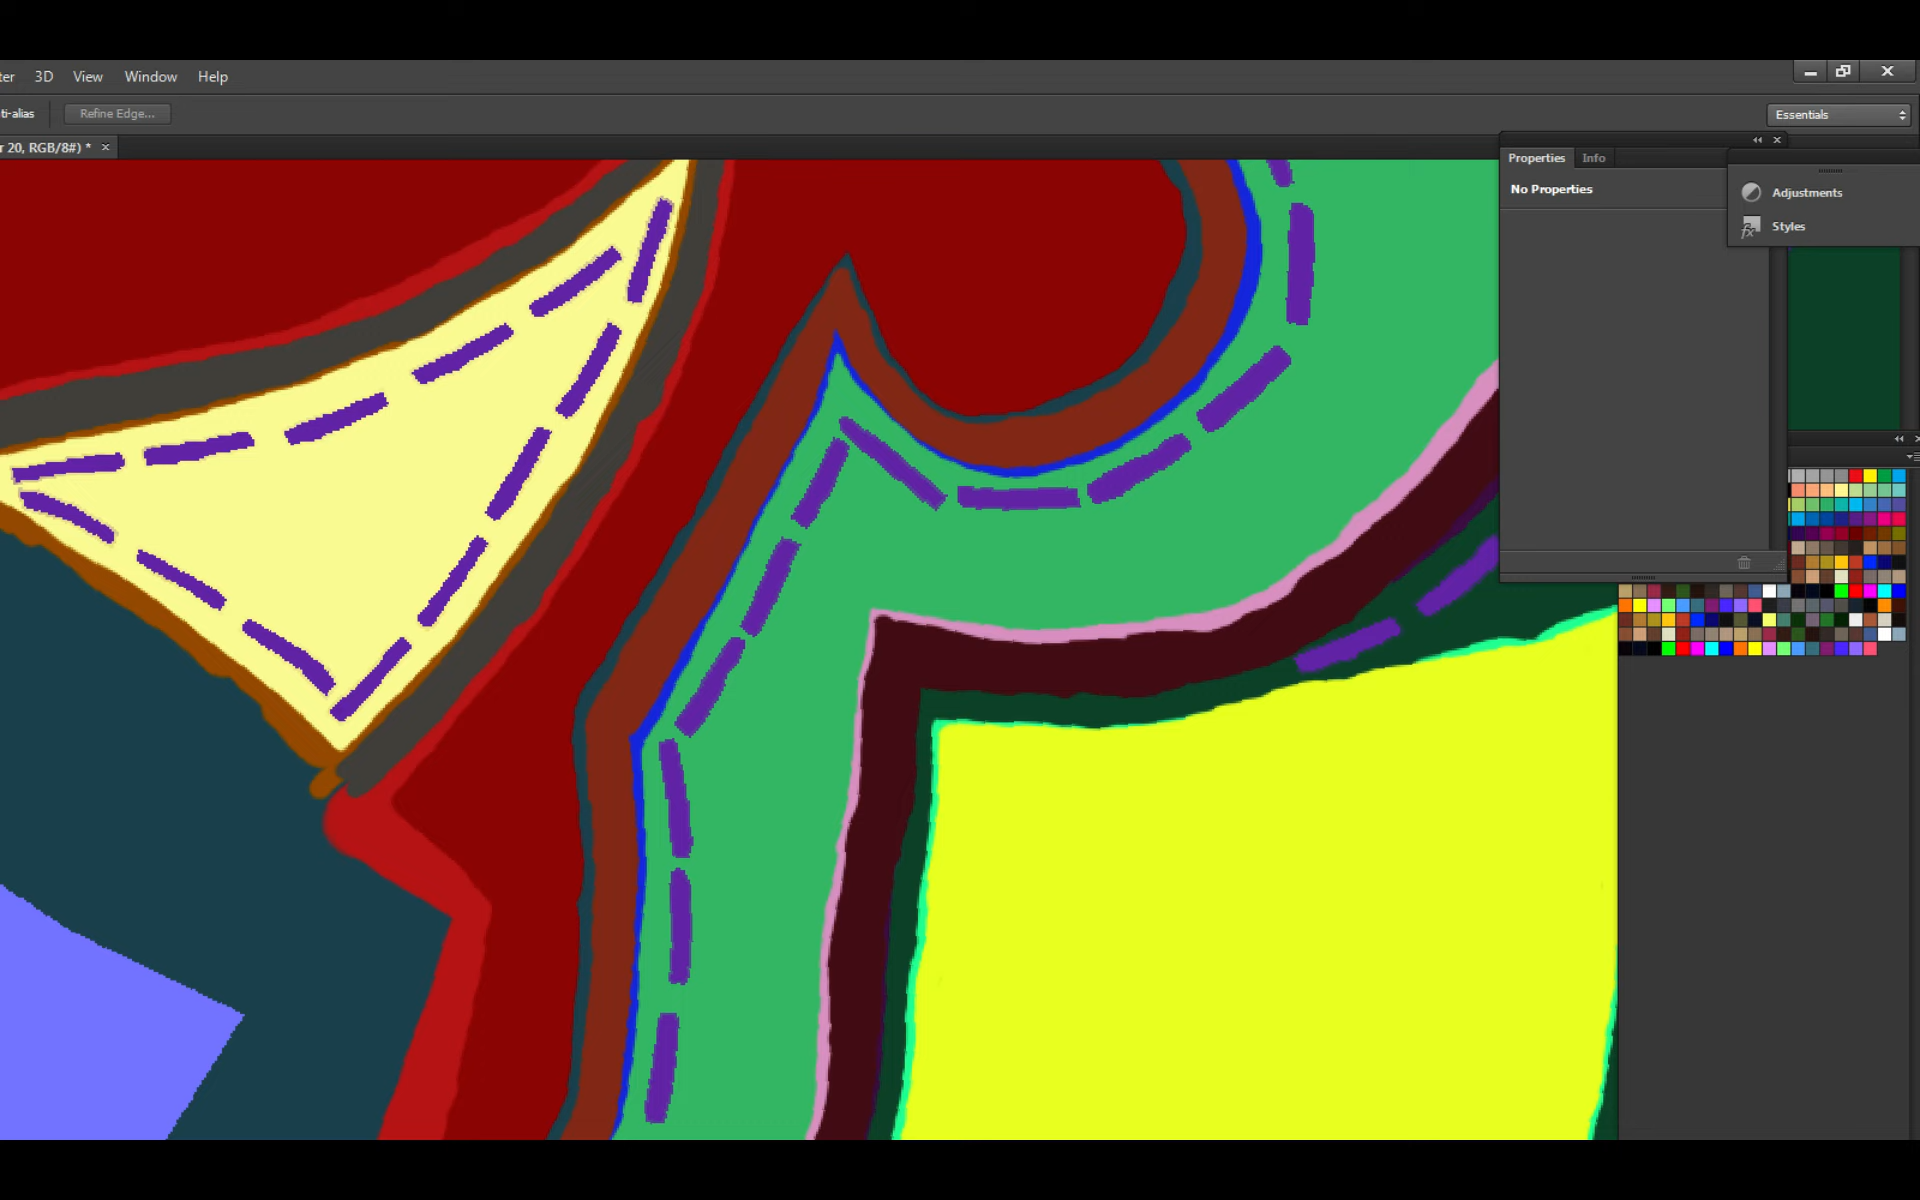 ter 3D View Window Help
ti-alias Refine Edge... Essentials
r 20, RGB/8#) *
Properties Info
No Properties
Adjustments
Styles